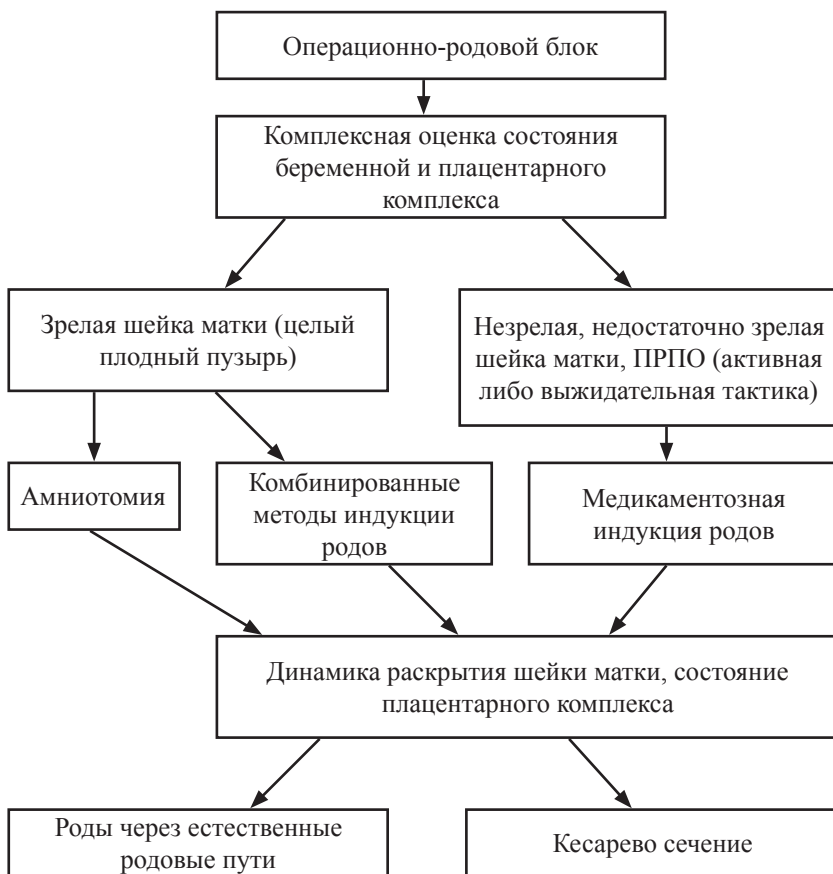 Операционно-родовой блок
Комплексная оценка состояния
беременной и плацентарного
комплекса
Зрелая шейка матки (целый
плодный пузырь)
Незрелая, недостаточно зрелая
шейка матки, ПРПО (активная
либо выжидательная тактика)
Амниотомия
Комбинированные
методы индукции
родов
Медикаментозная
индукция родов
Динамика раскрытия шейки матки, состояние
плацентарного комплекса
Роды через естественные
родовые пути
Кесарево сечение